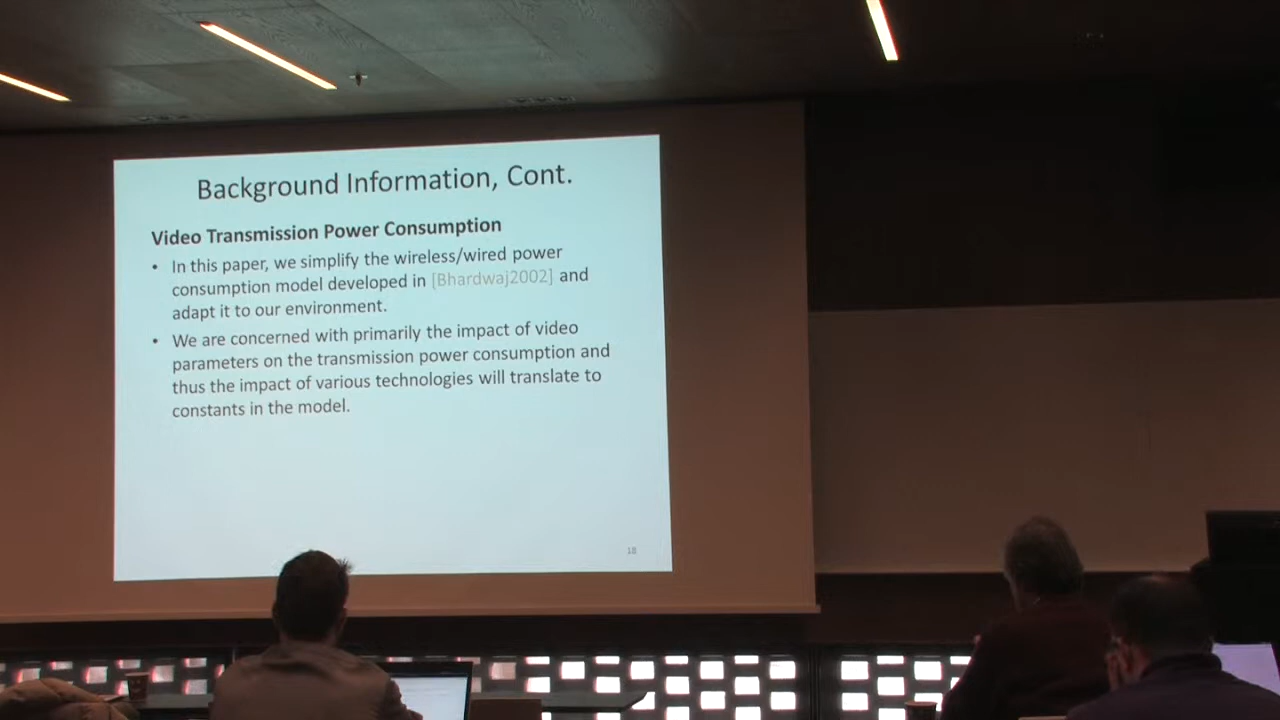 Background Information, Cont.
Video Transmission Power Consumption
• In this paper, we simplify the wireless/wired power
consumption model developed in [Bhardwaj2002] and
adapt it to our environment.
• We are concerned with primarily the impact of video
parameters on the transmission power consumption and
thus the impact of various technologies will translate to
constants in the model.
18